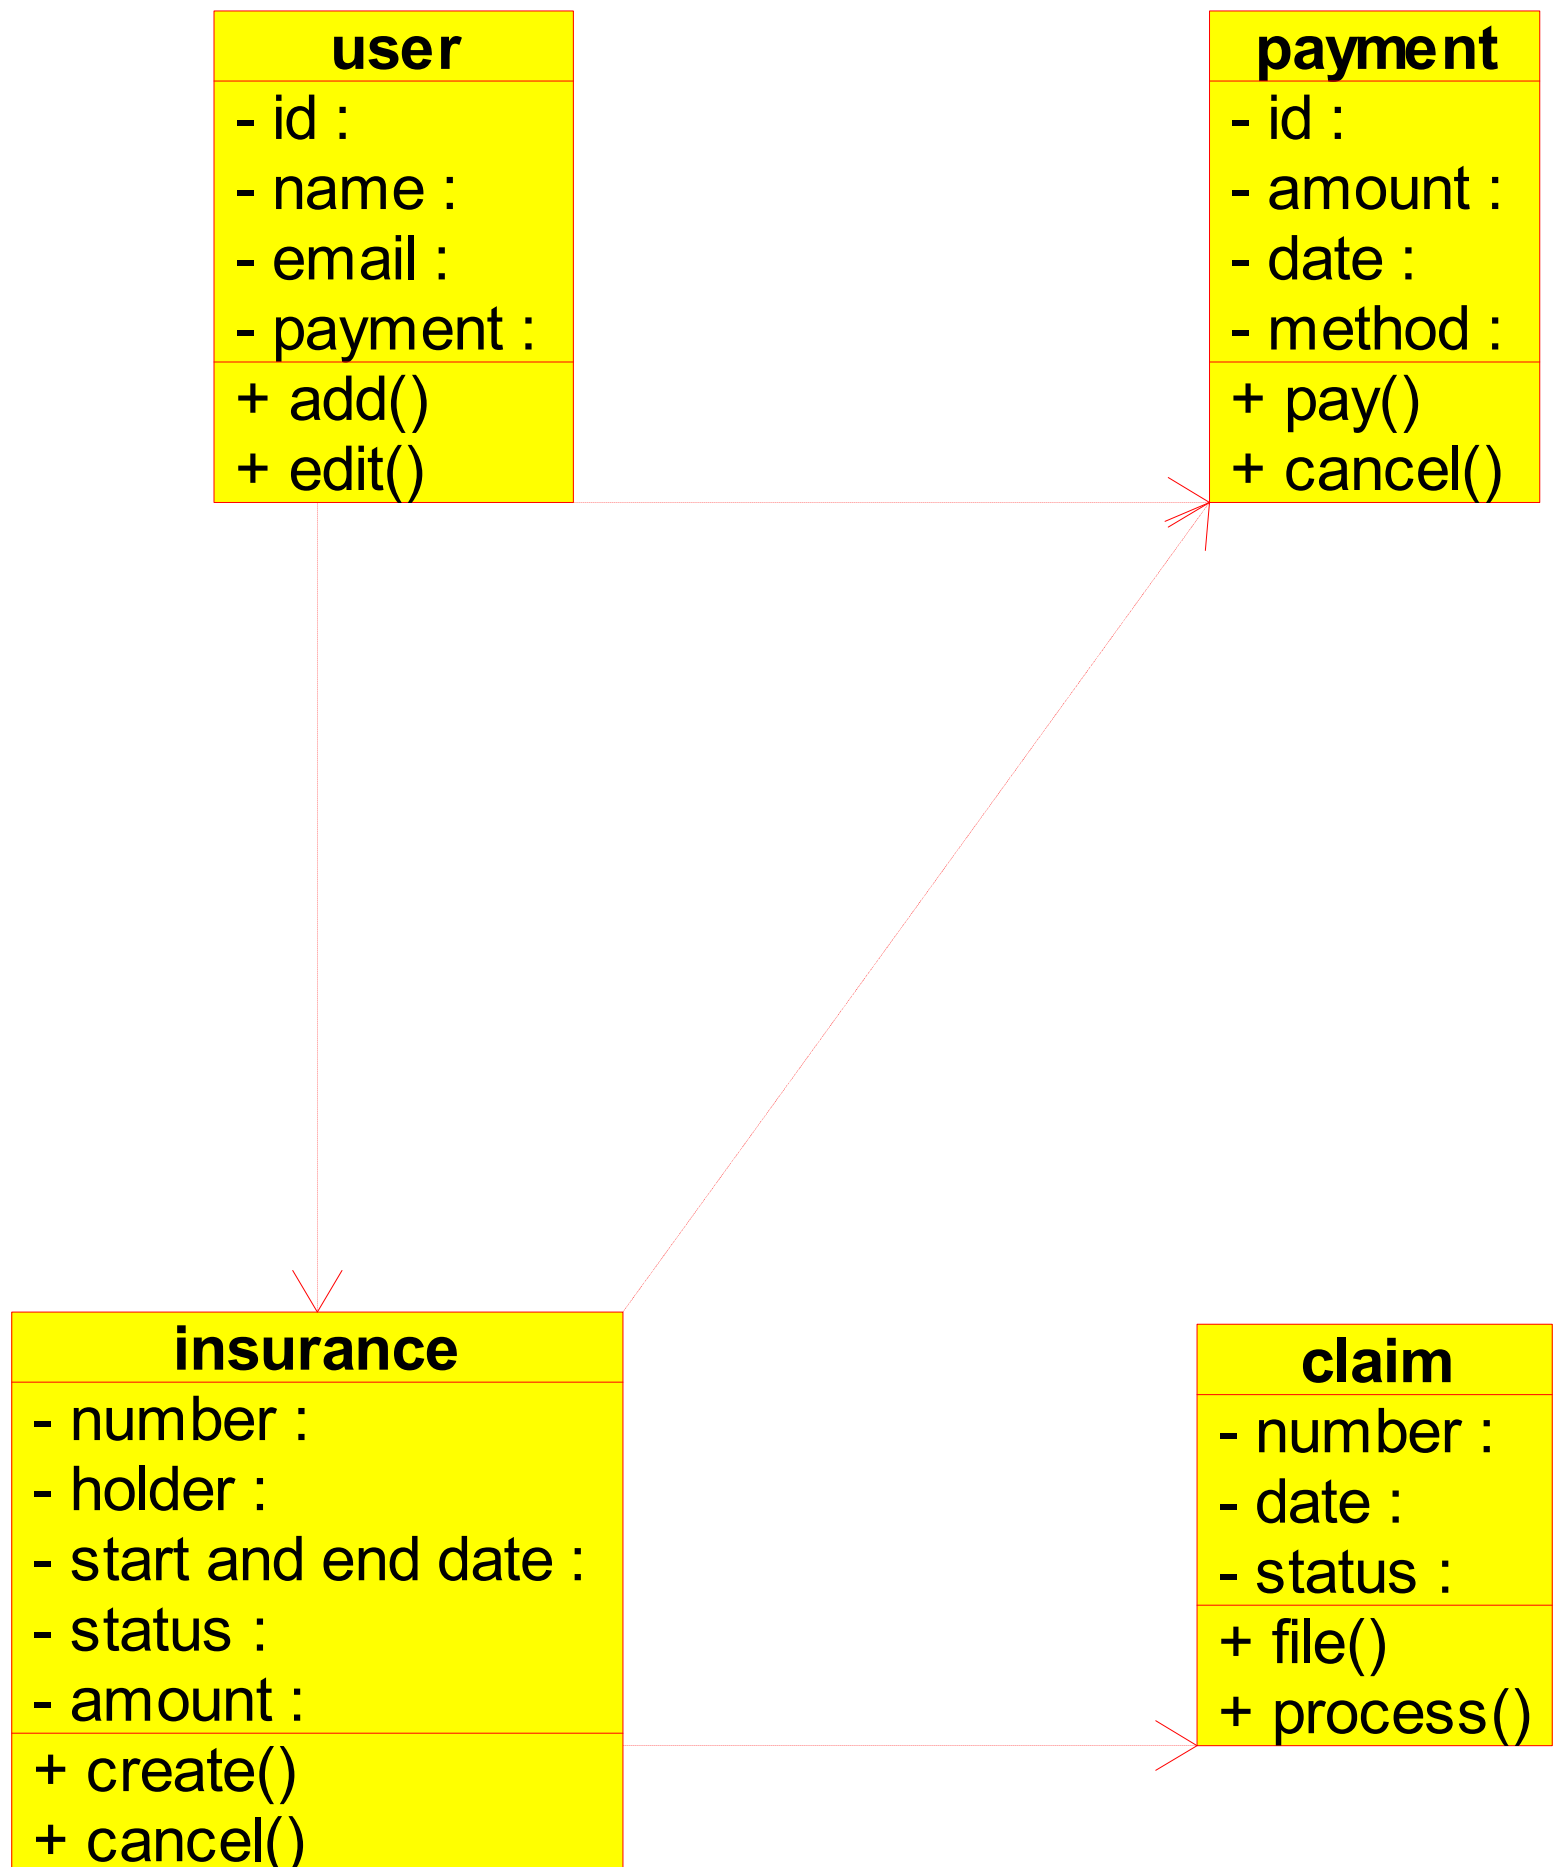 user
- id :
- name :
- email :
- payment :
+ add()
+ edit()
payment
- id :
- amount :
- date :
- method :
+ pay()
+ cancel()
insurance
- number :
- holder :
- start and end date :
- status :
- amount :
+ create()
+ cancel()
claim
- number :
- date :
- status :
+ file()
+ process()